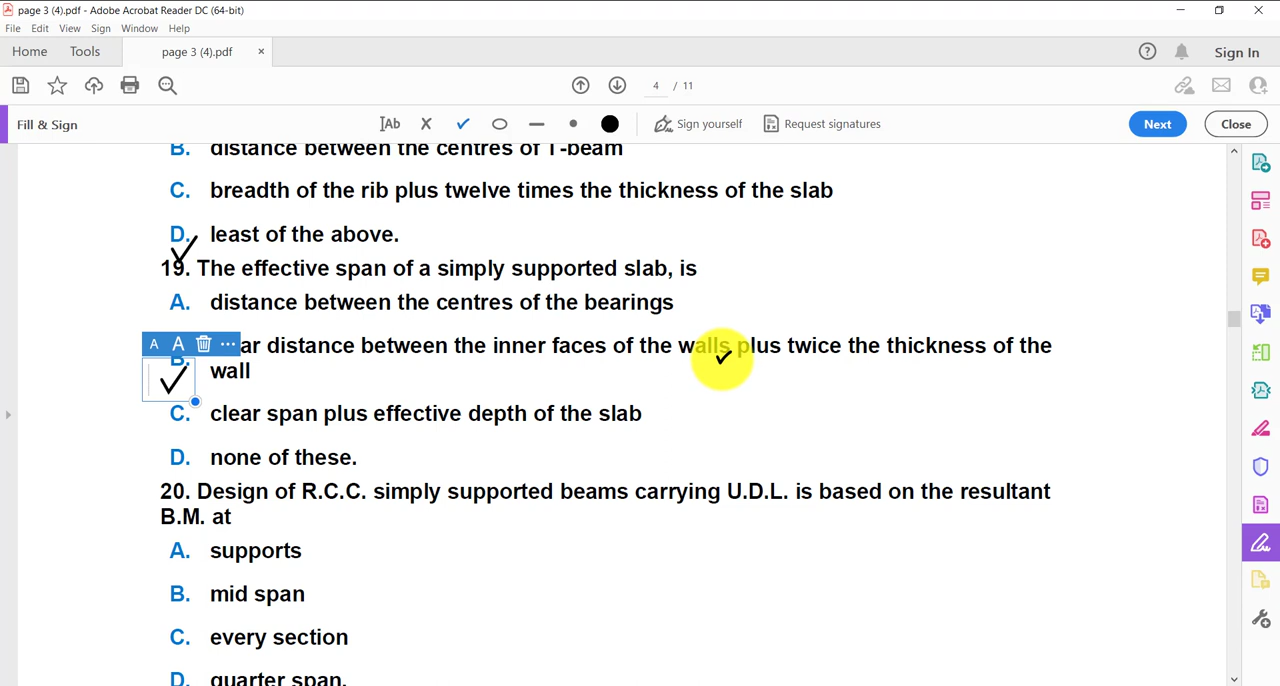 page 3 (4).pdf - Adobe Acrobat Reader DC (64-bit)
File Edit View Sign Window Help
Home Tools page 3 (4).pdf × Sign In
4 / 11
Fill & Sign Ab Sign yourself Request signatures Next Close
B. distance between the centres of T-beam
C. breadth of the rib plus twelve times the thickness of the slab
D. least of the above.
19. The effective span of a simply supported slab, is
A. distance between the centres of the bearings
A A
B. ar distance between the inner faces of the walls plus twice the thickness of the
wall
C. clear span plus effective depth of the slab
D. none of these.
20. Design of R.C.C. simply supported beams carrying U.D.L. is based on the resultant
B.M. at
A. supports
B. mid span
C. every section
D. quarter span.